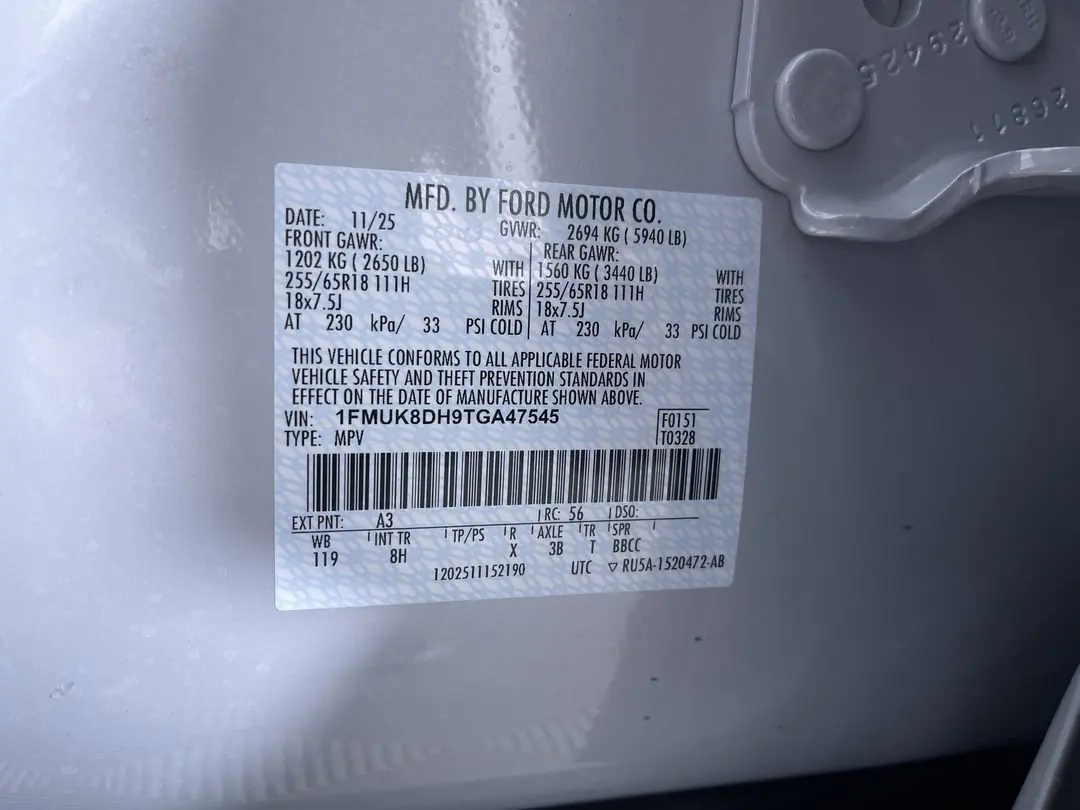 29425
26811
MFD. BY FORD MOTOR CO.
DATE: 11/25 GVWR: 2694 KG ( 5940 LB)
FRONT GAWR: REAR GAWR:
1202 KG ( 2650 LB) WITH 1560 KG ( 3440 LB) WITH
255/65R18 111H TIRES 255/65R18 111H TIRES
18x7.5J RIMS 18x7.5J RIMS
AT 230 kPa/ 33 PSI COLD AT 230 kPa/ 33 PSI COLD
THIS VEHICLE CONFORMS TO ALL APPLICABLE FEDERAL MOTOR
VEHICLE SAFETY AND THEFT PREVENTION STANDARDS IN
EFFECT ON THE DATE OF MANUFACTURE SHOWN ABOVE.
VIN: 1FMUK8DH9TGA47545 F0151
TYPE: MPV T0328
EXT PNT: A3 RC: 56 DSO:
WB INT TR TP/PS R AXLE TR SPR
119 8H X 3B T BBCC
1202511152190 UTC ▽ RU5A-1520472-AB